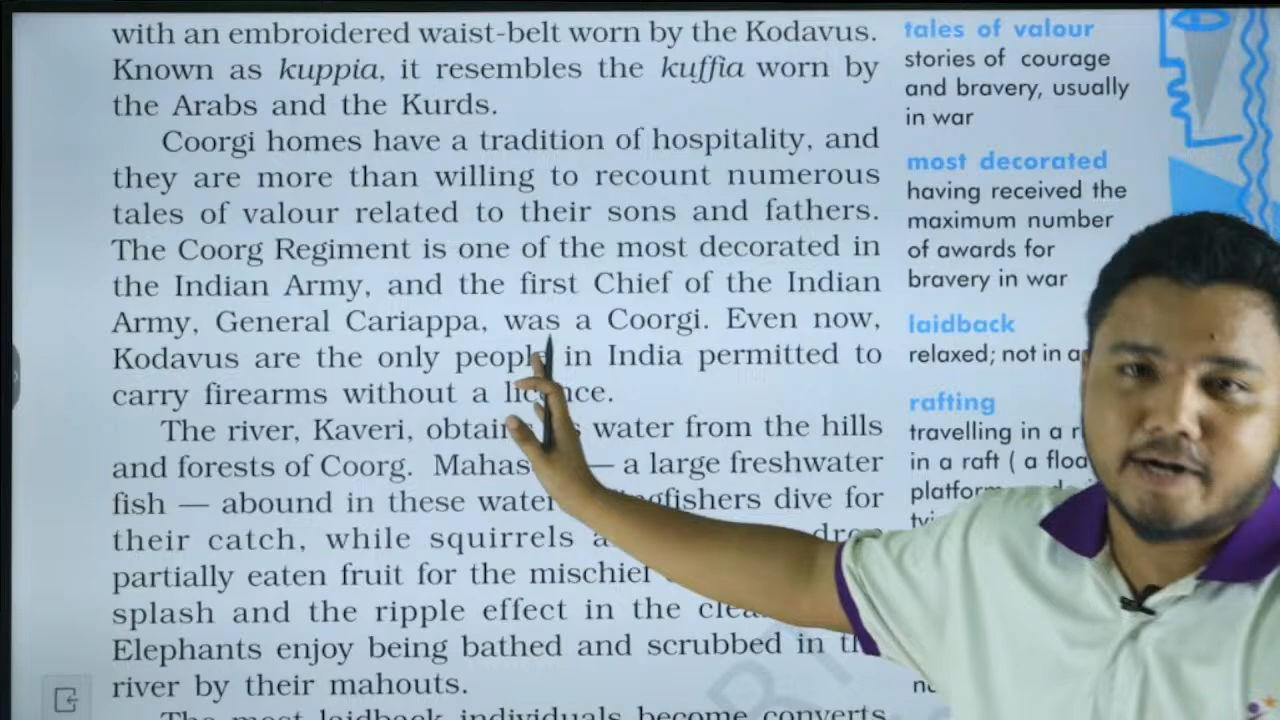 with an embroidered waist-belt worn by the Kodavus.
Known as kuppia, it resembles the kuffia worn by
the Arabs and the Kurds.
Coorgi homes have a tradition of hospitality, and
they are more than willing to recount numerous
tales of valour related to their sons and fathers.
The Coorg Regiment is one of the most decorated in
the Indian Army, and the first Chief of the Indian
Army, General Cariappa, was a Coorgi. Even now,
Kodavus are the only people in India permitted to
carry firearms without a licence.
The river, Kaveri, obtains water from the hills
and forests of Coorg. — a large freshwater
fish — abound in these dive for
their catch, while squirrels
partially eaten fruit for the
splash and the ripple effect in the
Elephants enjoy being bathed and scrubbed in
river by their mahouts.
The most laidback individuals become converts
tales of valour
stories of courage
and bravery, usually
in war
most decorated
having received the
maximum number
of awards for
bravery in war
laidback
relaxed; not in a
rafting
travelling in a
in a raft ( a